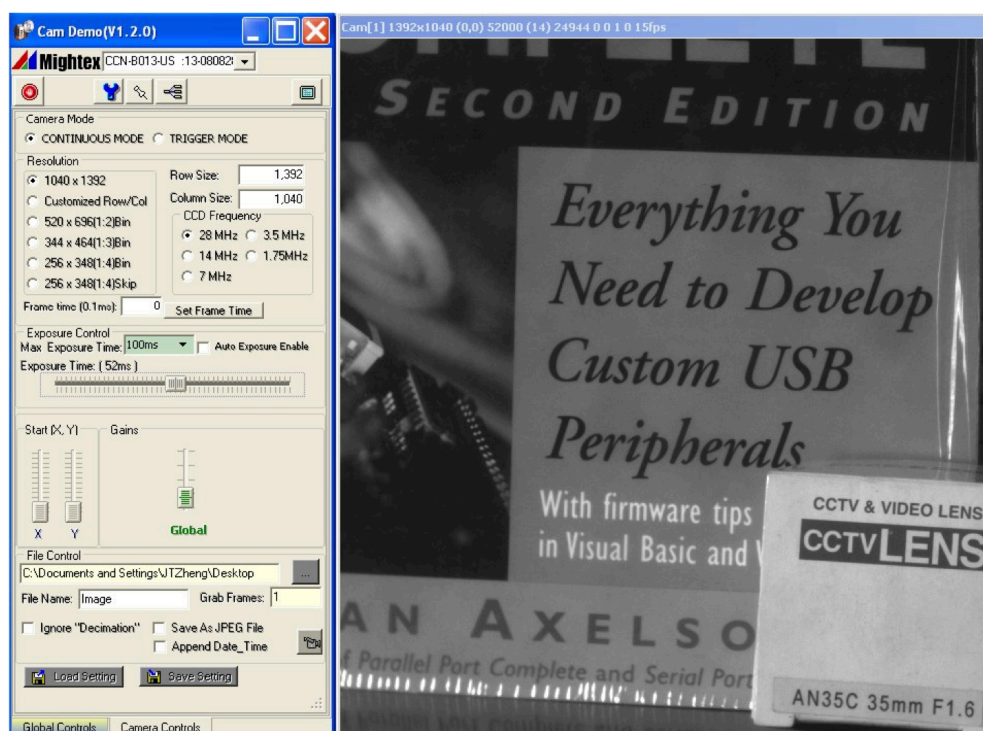 Cam Demo(V1.2.0)
Mightex CCN-B013-US :13-08082
Camera Mode
CONTINUOUS MODE TRIGGER MODE
Resolution
1040 x 1392
Customized Row/Col
520 x 696(1:2)Bin
344 x 464(1:3)Bin
256 x 348(1:4)Bin
256 x 348(1:4)Skip
Row Size: 1,392
Column Size: 1,040
CCD Frequency
28 MHz 3.5 MHz
14 MHz 1.75MHz
7 MHz
Frame time (0.1ms): 0 Set Frame Time
Exposure Control
Max Exposure Time: 100ms Auto Exposure Enable
Exposure Time: ( 52ms )
Start (X, Y) Gains
X Y Global
File Control
C:\Documents and Settings\JTZheng\Desktop ...
File Name: Image Grab Frames: 1
Ignore "Decimation" Save As JPEG File
Append Date_Time
Load Setting Save Setting
Global Controls Camera Controls
Cam[1] 1392x1040 (0,0) 52000 (14) 24944 0 0 1 0 15fps
SECOND EDITION
Everything You
Need to Develop
Custom USB
Peripherals
With firmware tips
in Visual Basic and
AN AXELSO
f Parallel Port Complete and Serial Port
CCTV & VIDEO LENS
CCTV LENS
AN35C 35mm F1.6